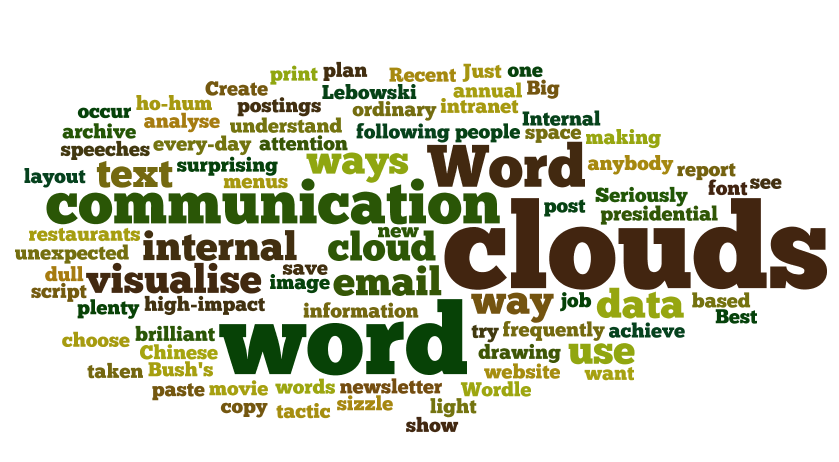 print plan Recent Just one
Create Lebowski annual Big
occur ho-hum postings ordinary intranet
archive analyse understand following people Internal
speeches every-day attention space making
layout text surprising ways Word anybody report
menus font see
communication post Seriously
presidential
restaurants new clouds
unexpected internal cloud
dull visualise save
script image email way job data based
plenty high-impact information Best
choose brilliant word try frequently achieve
Chinese drawing use
taken Bush's website want
paste movie words newsletter Wordle
copy tactic sizzle light
show